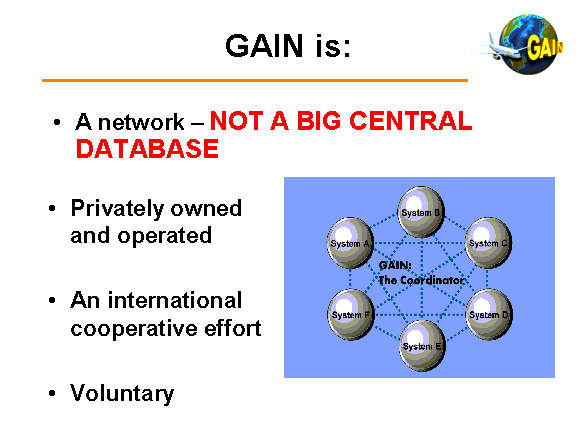 GAIN is:
GAIN
• A network – NOT A BIG CENTRAL
DATABASE
• Privately owned
and operated
• An international
cooperative effort
• Voluntary
System B
System A
System C
GAIN:
The Coordinator
System F
System D
System E